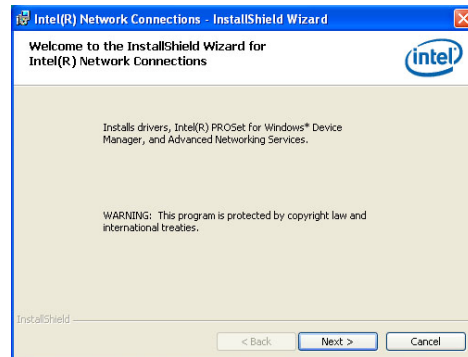 Intel(R) Network Connections - InstallShield Wizard
Welcome to the InstallShield Wizard for
Intel(R) Network Connections
intel
Installs drivers, Intel(R) PROSet for Windows* Device
Manager, and Advanced Networking Services.
WARNING: This program is protected by copyright law and
international treaties.
InstallShield
< Back
Next >
Cancel